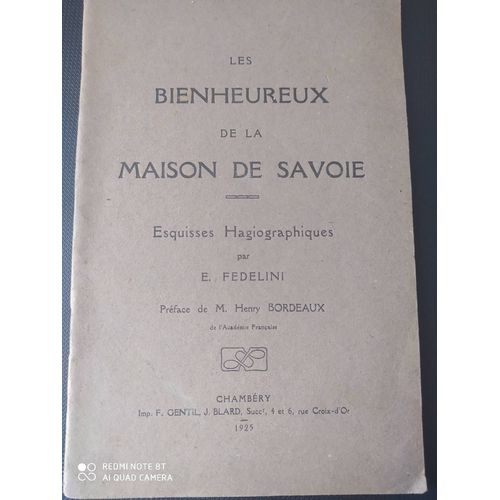 LES
BIENHEUREUX
DE LA
MAISON DE SAVOIE
Esquisses Hagiographiques
par
E. FEDELINI
Préface de M. Henry BORDEAUX
de l'Académie Française
CHAMBÉRY
Imp. F. GENTIL, J. BLARD, Succr, 4 et 6, rue Croix-d'Or
1925
REDMI NOTE 8T
AI QUAD CAMERA